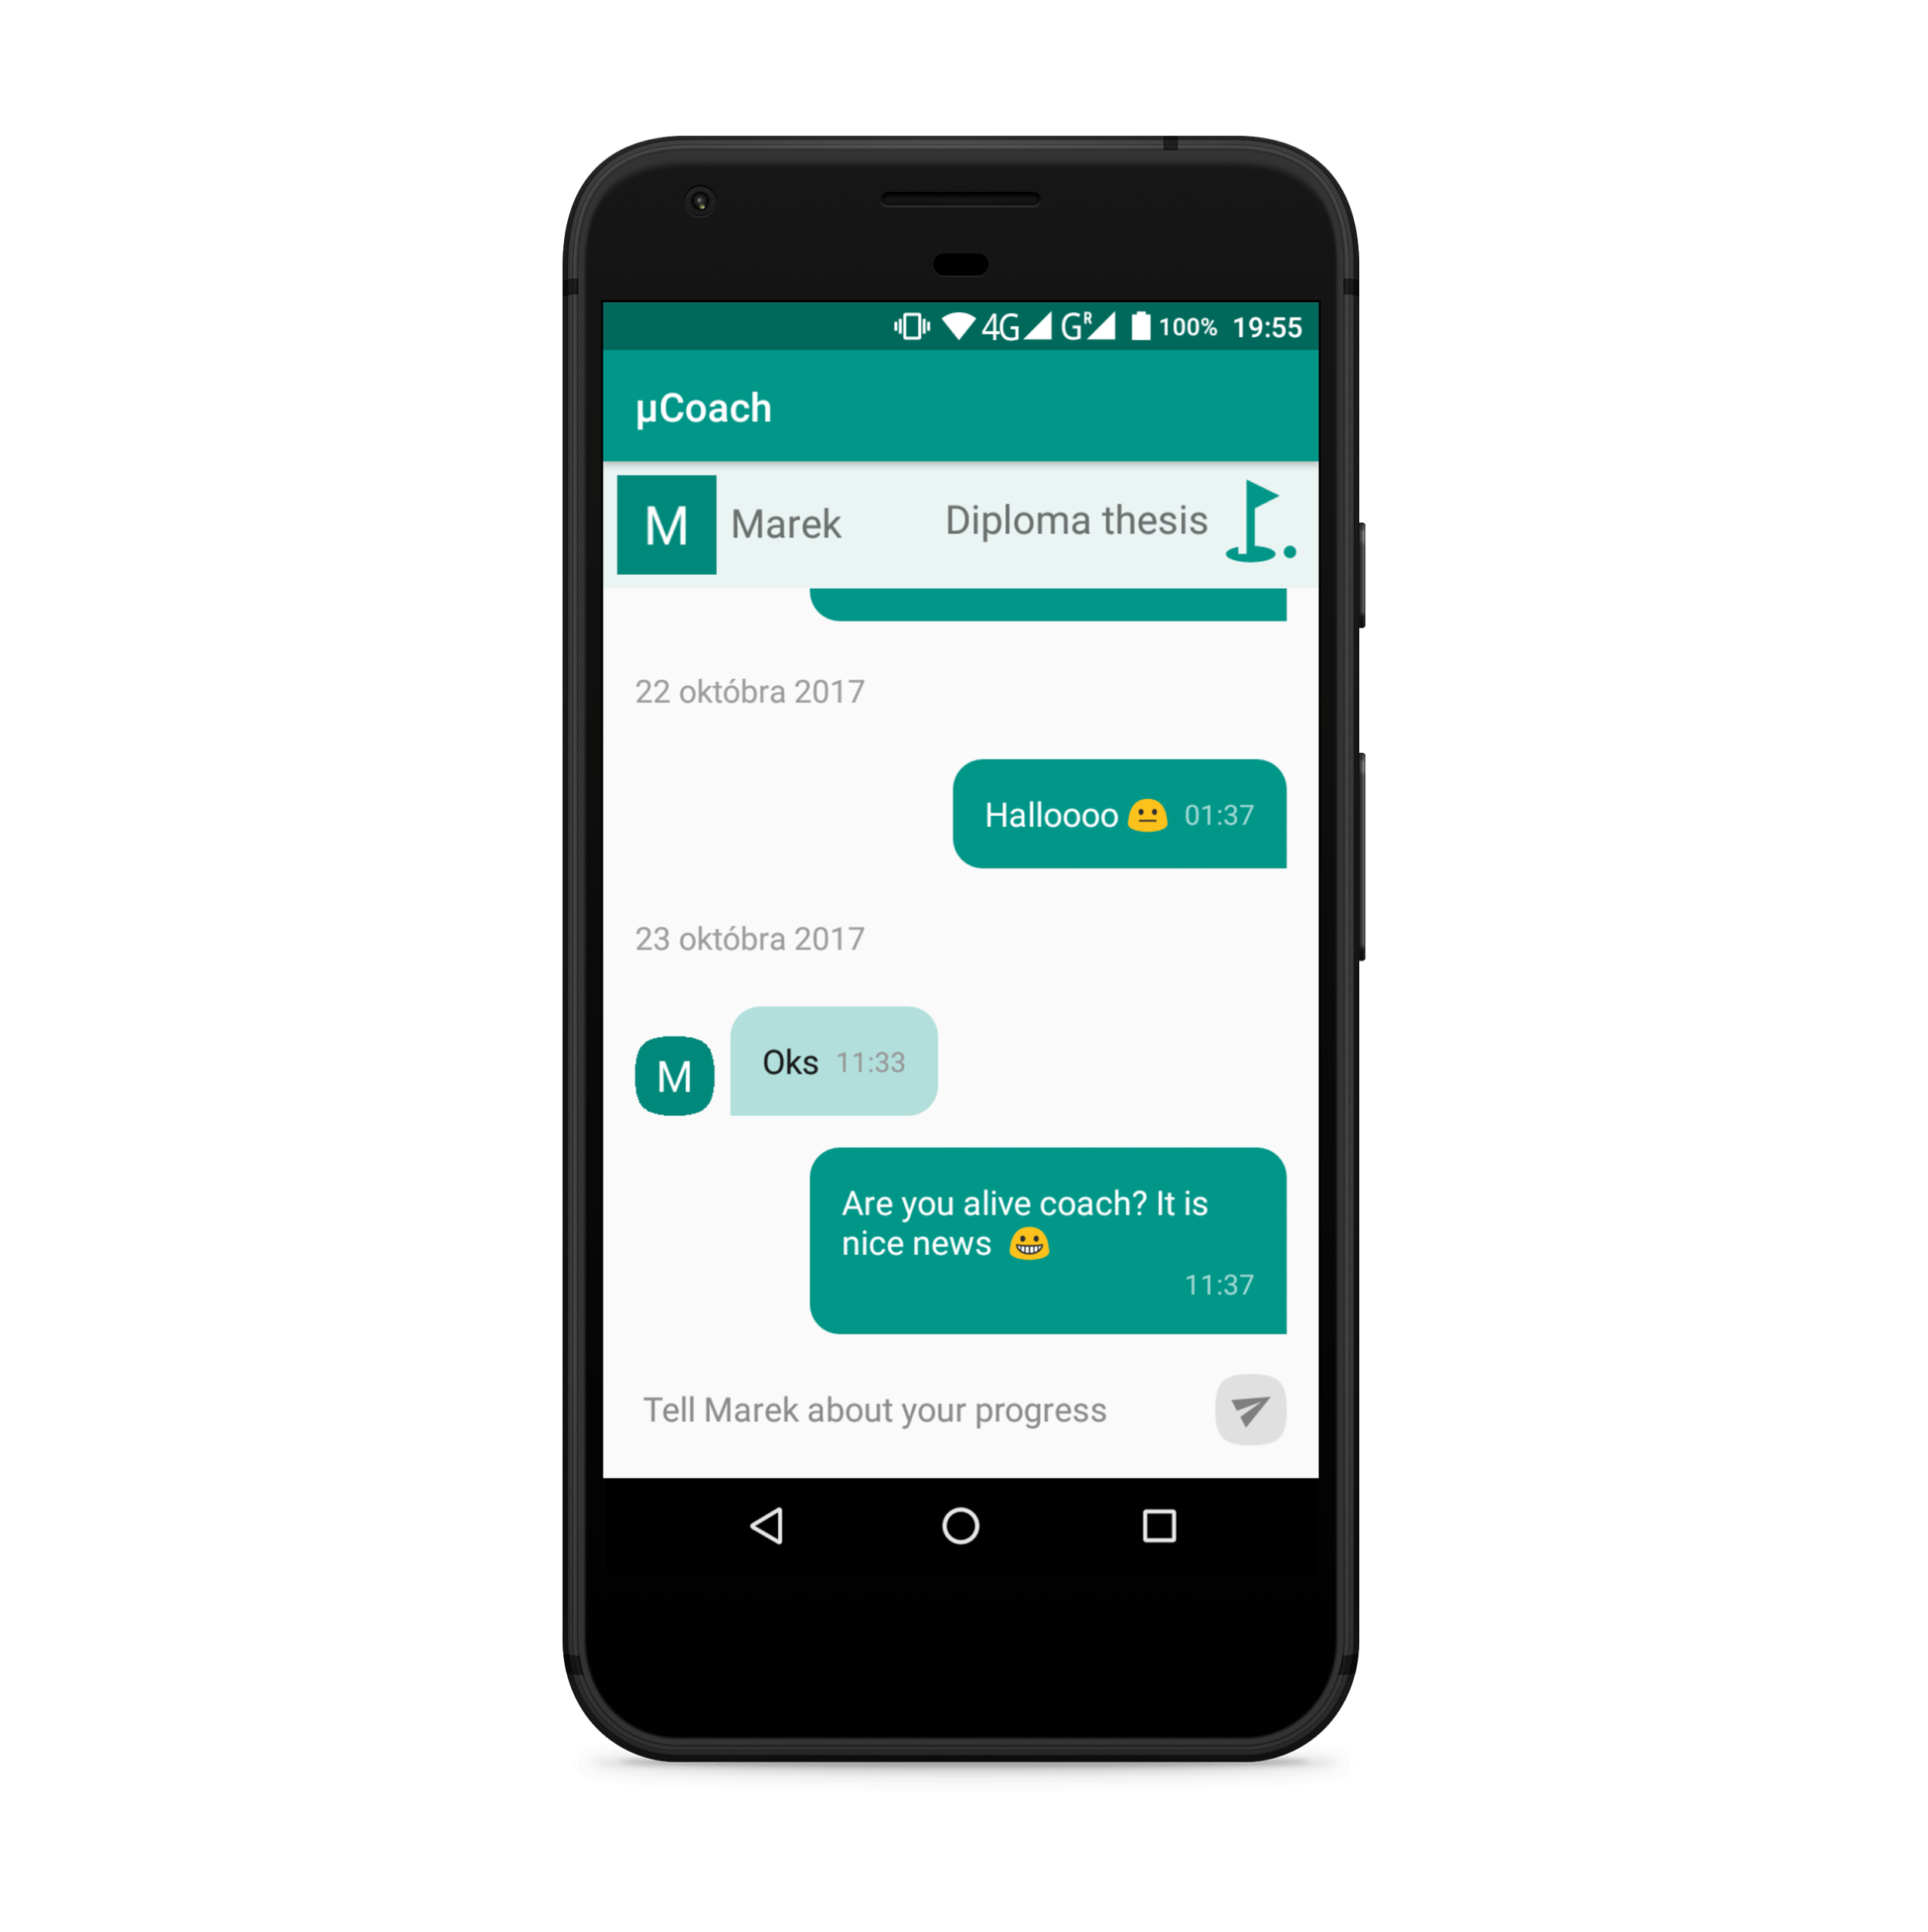 4G G R 100% 19:55
µCoach
M Marek Diploma thesis
22 októbra 2017
Halloooo 😐 01:37
23 októbra 2017
M Oks 11:33
Are you alive coach? It is
nice news 😀
11:37
Tell Marek about your progress